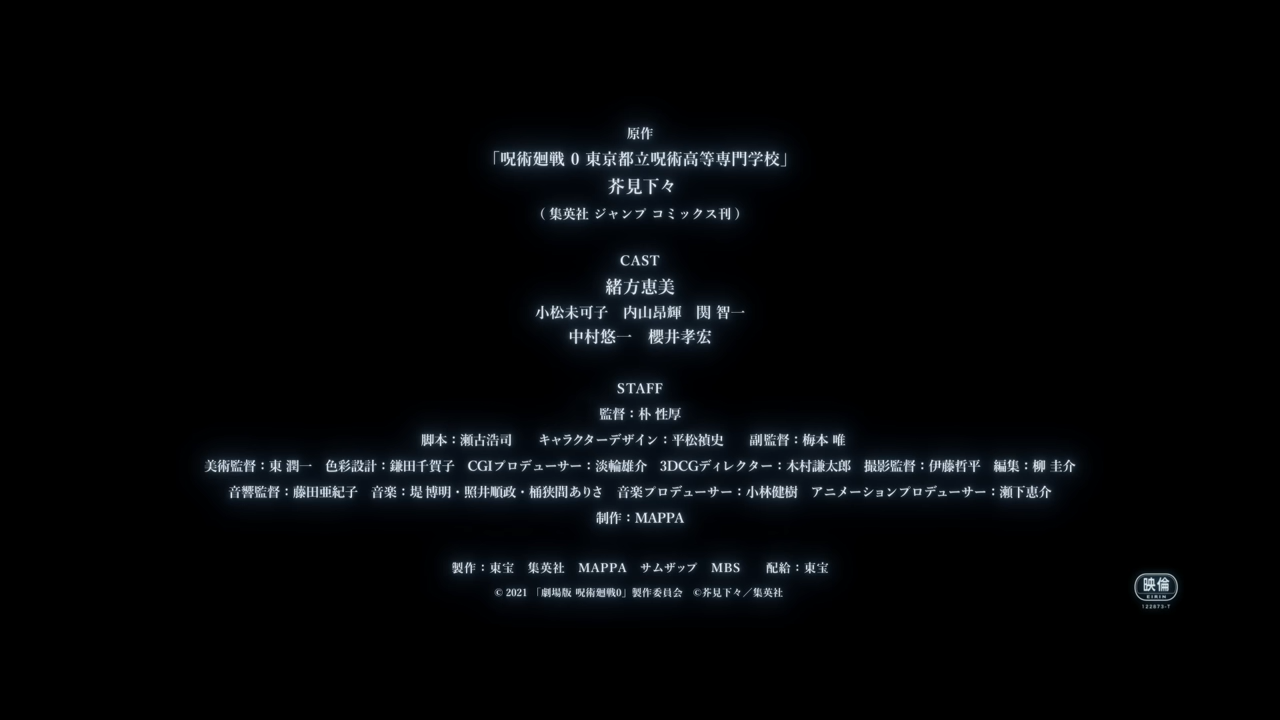 原作
「呪術廻戦 0 東京都立呪術高等専門学校」
芥見下々
（ 集英社 ジャンプ コミックス刊 ）
CAST
緒方恵美
小松未可子　内山昂輝　関 智一
中村悠一　櫻井孝宏
STAFF
監督：朴 性厚
脚本：瀬古浩司　　キャラクターデザイン：平松禎史　　副監督：梅本 唯
美術監督：東 潤一　色彩設計：鎌田千賀子　CGIプロデューサー：淡輪雄介　3DCGディレクター：木村謙太郎　撮影監督：伊藤哲平　編集：柳 圭介
音響監督：藤田亜紀子　音楽：堤 博明・照井順政・桶狭間ありさ　音楽プロデューサー：小林健樹　アニメーションプロデューサー：瀬下恵介
制作：MAPPA
製作：東宝　集英社　MAPPA　サムザップ　MBS　　配給：東宝
© 2021 「劇場版 呪術廻戦0」製作委員会　©芥見下々／集英社
映倫
EIRIN
122873-T